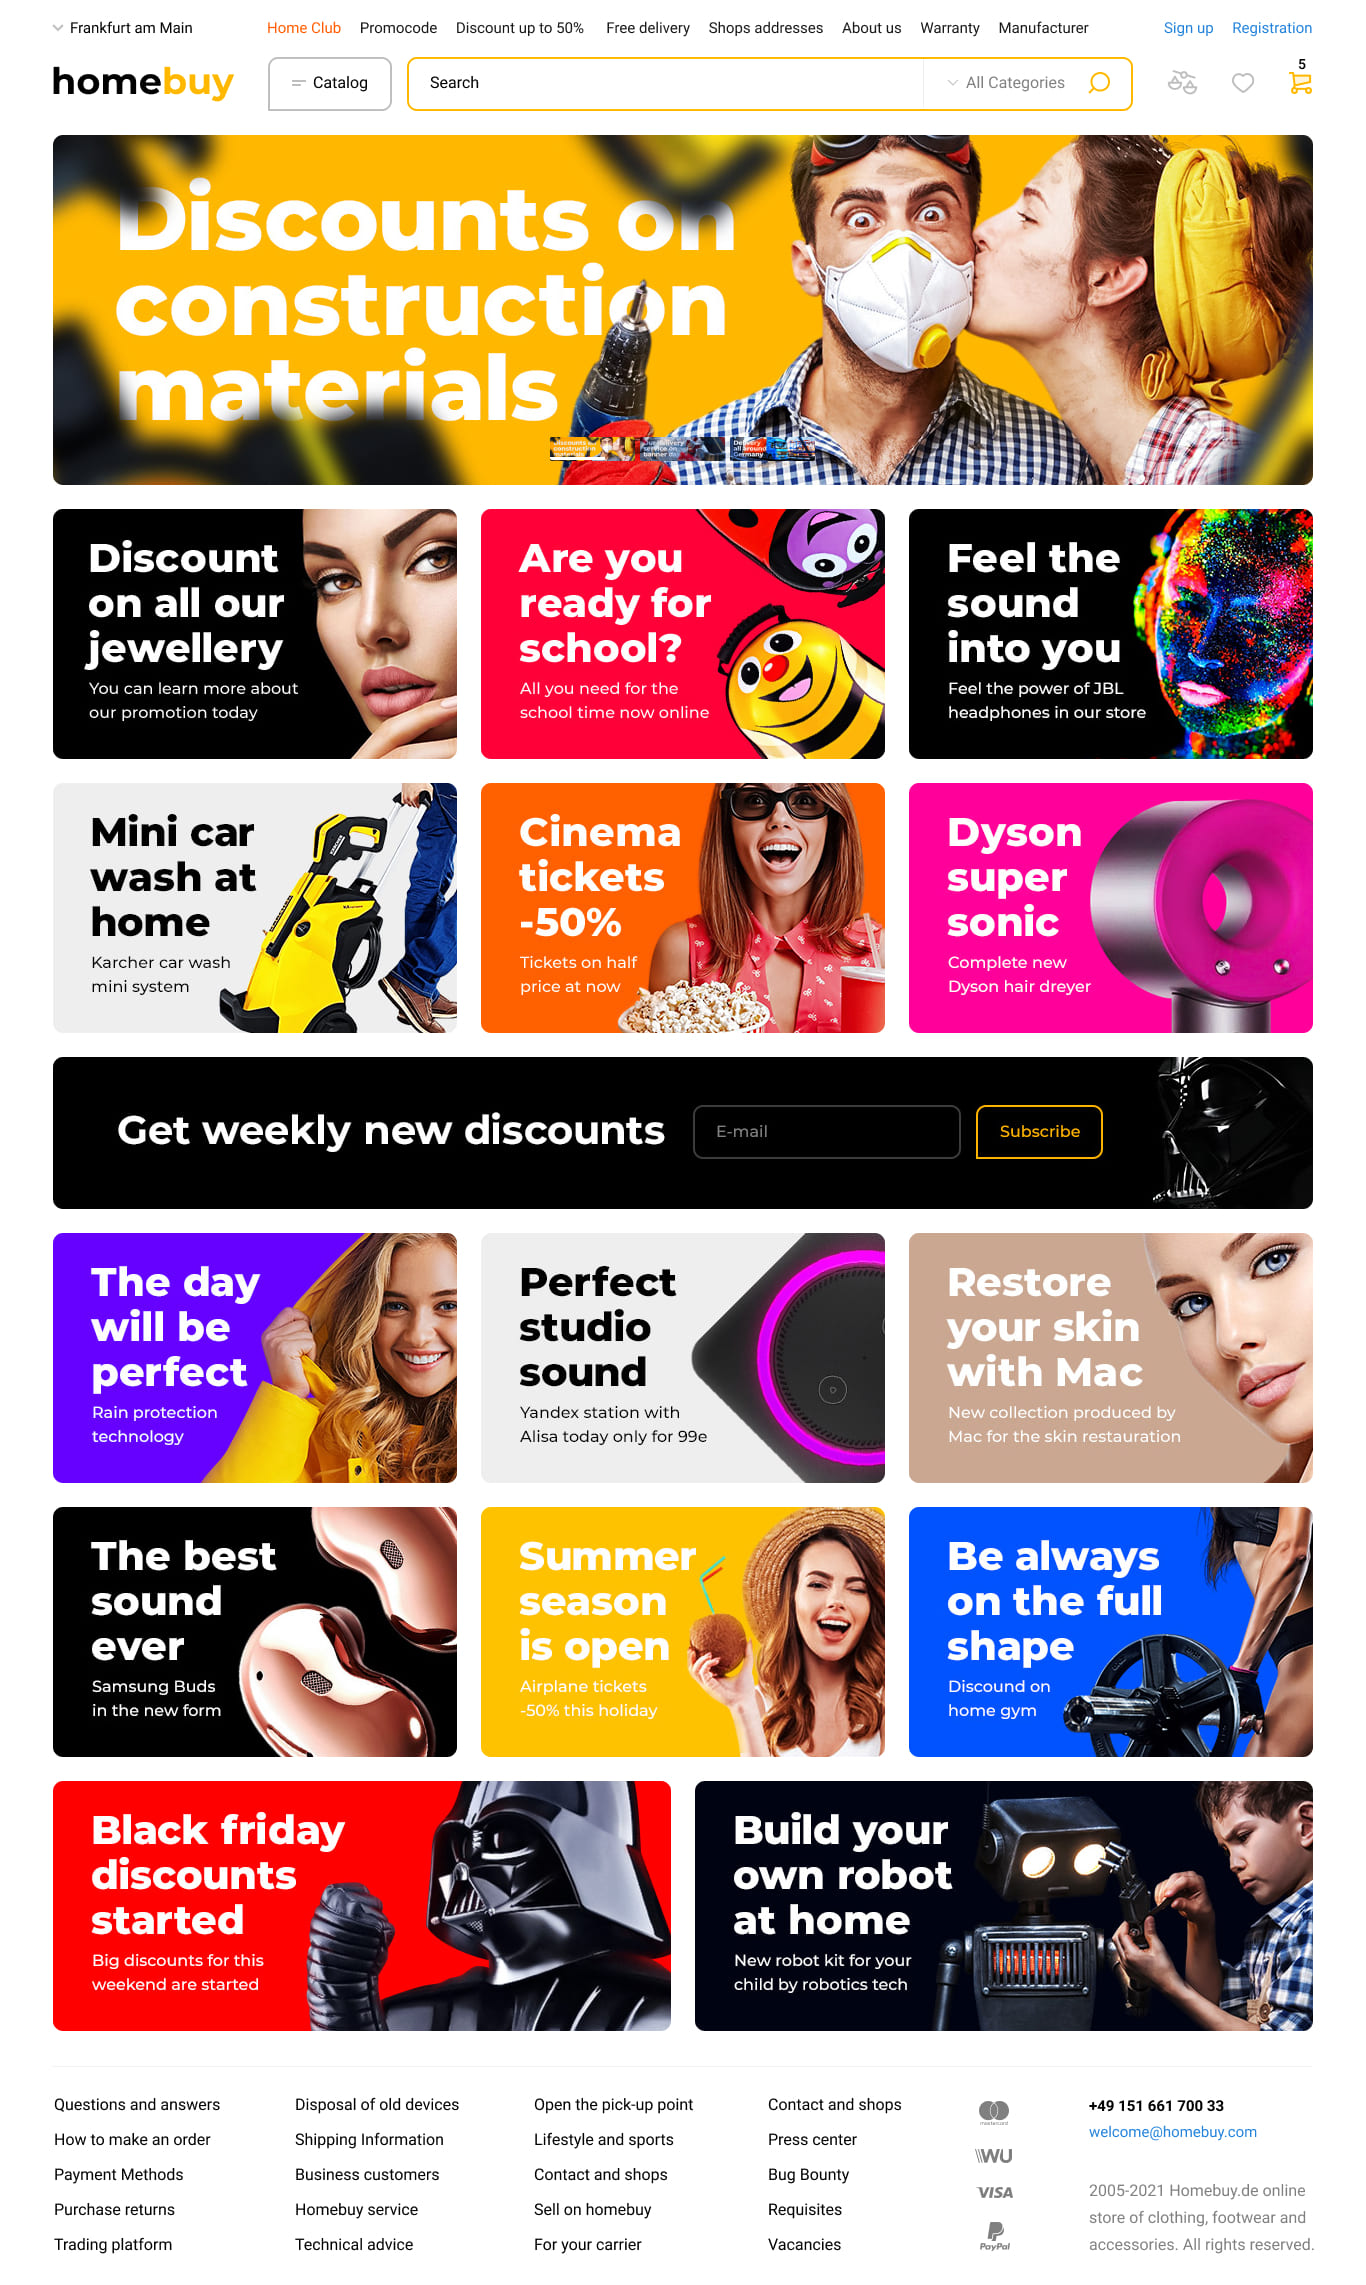 Frankfurt am Main
Home Club
Promocode
Discount up to 50%
Free delivery
Shops addresses
About us
Warranty
Manufacturer
Sign up
Registration
homebuy
Catalog
Search
All Categories
5
Discounts on
construction
materials
Discount
on all our
jewellery
You can learn more about
our promotion today
Are you
ready for
school?
All you need for the
school time now online
Feel the
sound
into you
Feel the power of JBL
headphones in our store
Mini car
wash at
home
Karcher car wash
mini system
Cinema
tickets
-50%
Tickets on half
price at now
Dyson
super
sonic
Complete new
Dyson hair dreyer
Get weekly new discounts
E-mail
Subscribe
The day
will be
perfect
Rain protection
technology
Perfect
studio
sound
Yandex station with
Alisa today only for 99e
Restore
your skin
with Mac
New collection produced by
Mac for the skin restauration
The best
sound
ever
Samsung Buds
in the new form
Summer
season
is open
Airplane tickets
-50% this holiday
Be always
on the full
shape
Discound on
home gym
Black friday
discounts
started
Big discounts for this
weekend are started
Build your
own robot
at home
New robot kit for your
child by robotics tech
Questions and answers
How to make an order
Payment Methods
Purchase returns
Trading platform
Disposal of old devices
Shipping Information
Business customers
Homebuy service
Technical advice
Open the pick-up point
Lifestyle and sports
Contact and shops
Sell on homebuy
For your carrier
Contact and shops
Press center
Bug Bounty
Requisites
Vacancies
mastercard
WU
VISA
PayPal
+49 151 661 700 33
welcome@homebuy.com
2005-2021 Homebuy.de online
store of clothing, footwear and
accessories. All rights reserved.